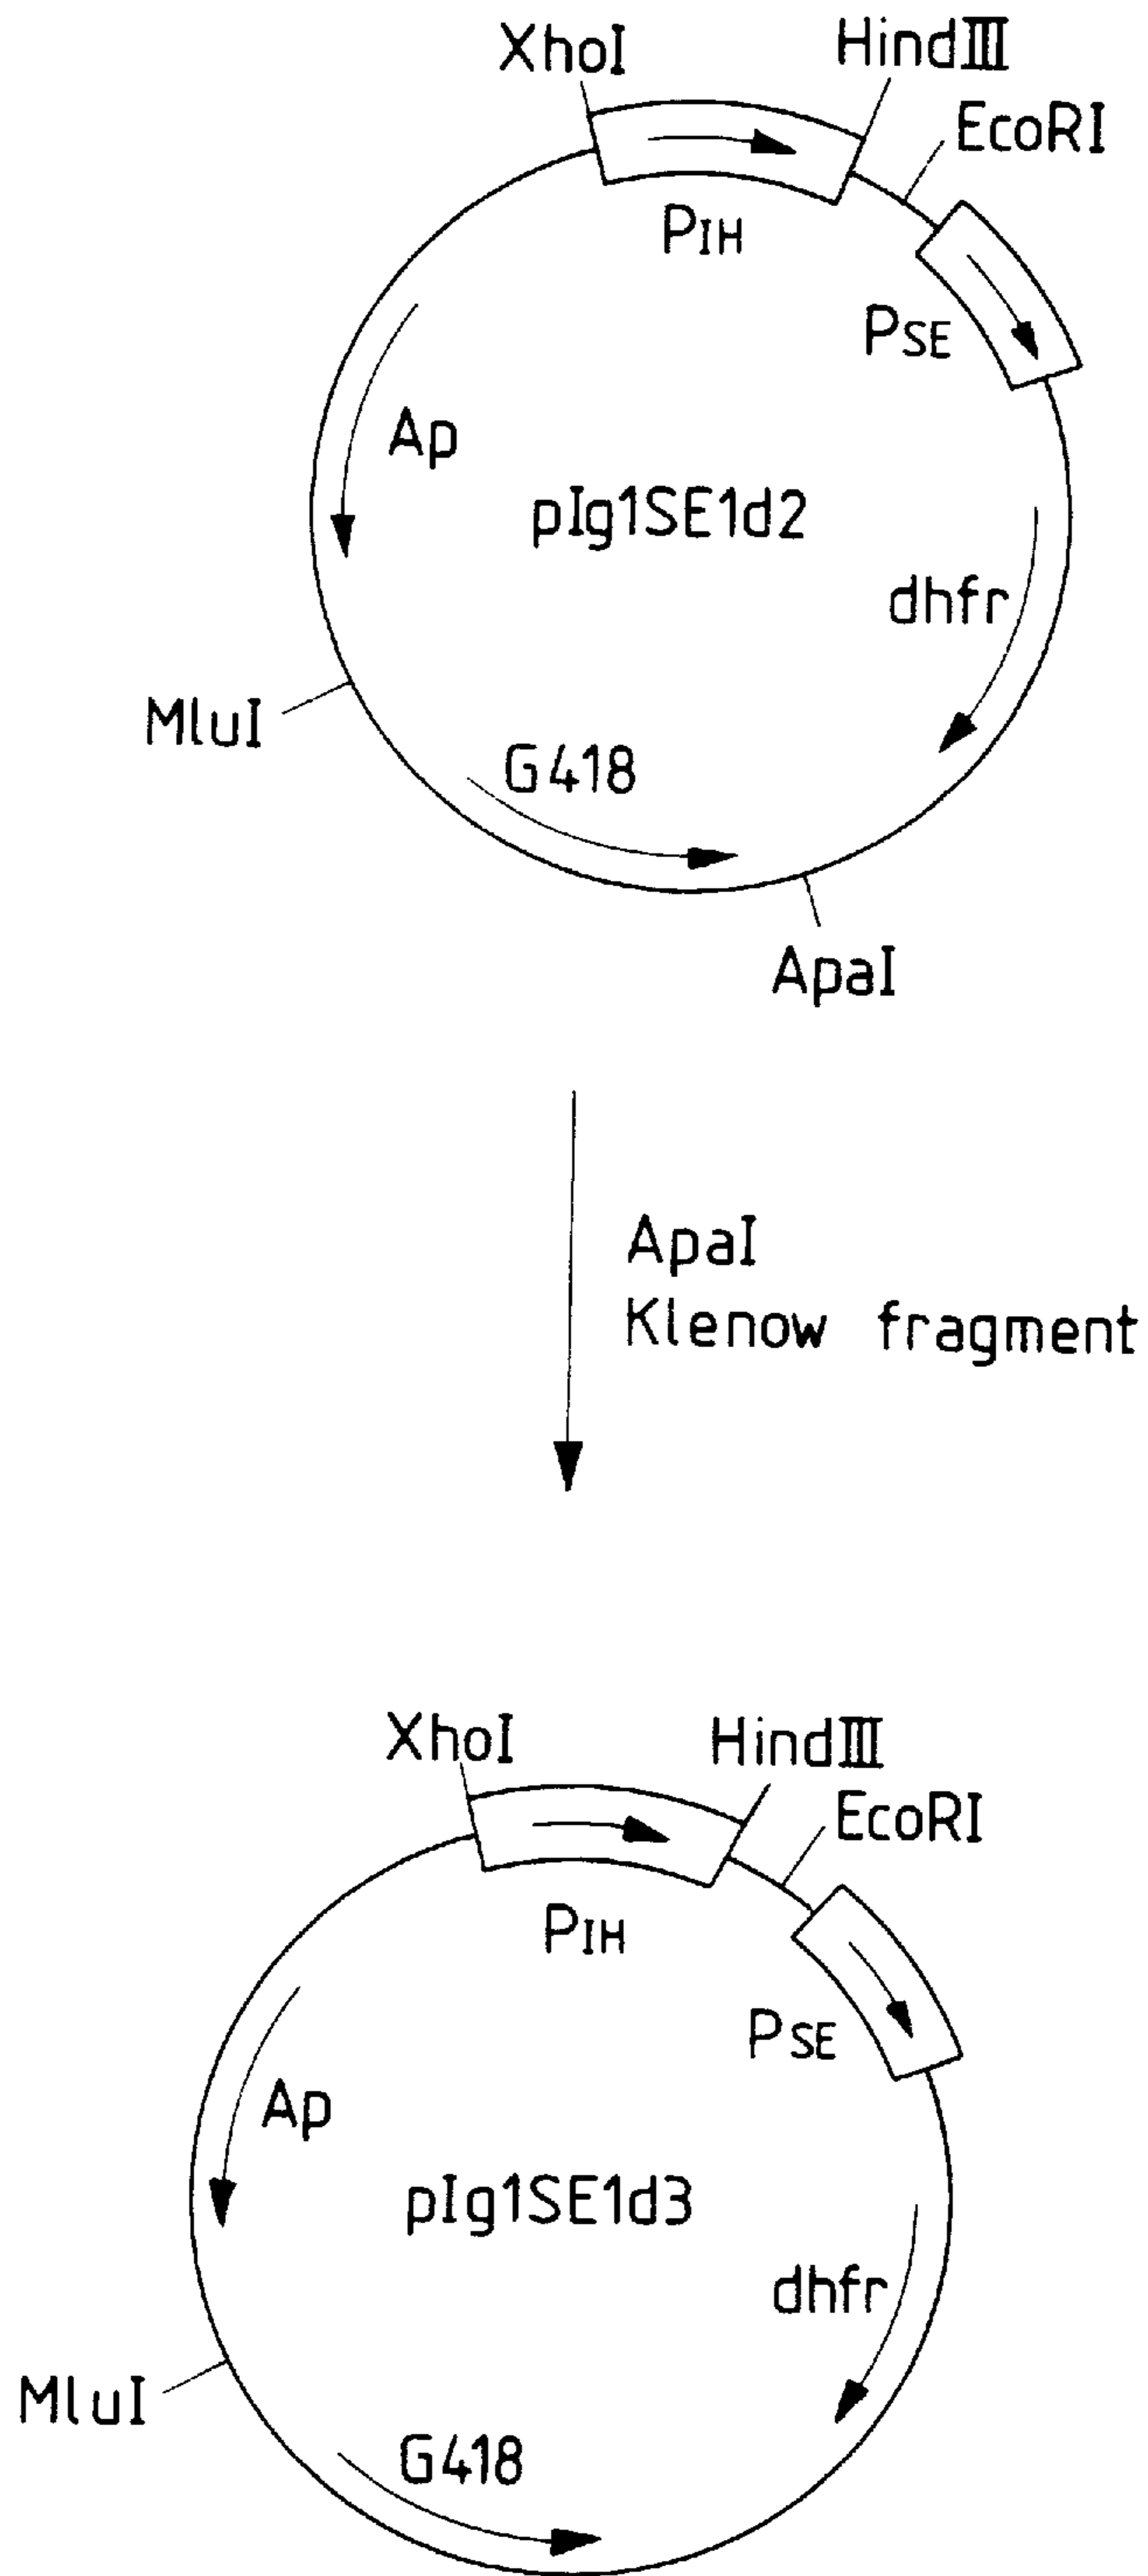 XhoI
HindIII
EcoRI
PIH
PSE
Ap
pIg1SE1d2
dhfr
MluI
G418
ApaI
ApaI
Klenow fragment
XhoI
HindIII
EcoRI
PIH
PSE
Ap
pIg1SE1d3
dhfr
MluI
G418